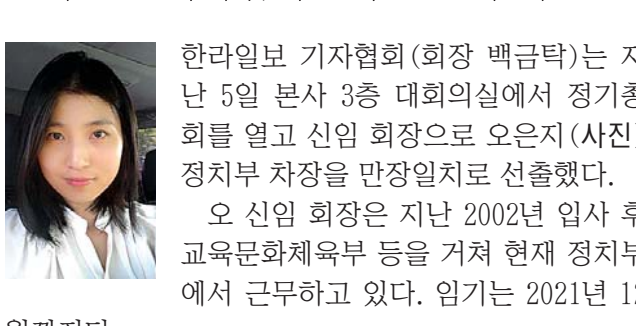 한라일보 기자협회(회장 백금탁)는 지
난 5일 본사 3층 대회의실에서 정기총
회를 열고 신임 회장으로 오은지(사진)
정치부 차장을 만장일치로 선출했다.
오 신임 회장은 지난 2002년 입사 후
교육문화체육부 등을 거쳐 현재 정치부
에서 근무하고 있다. 임기는 2021년 12